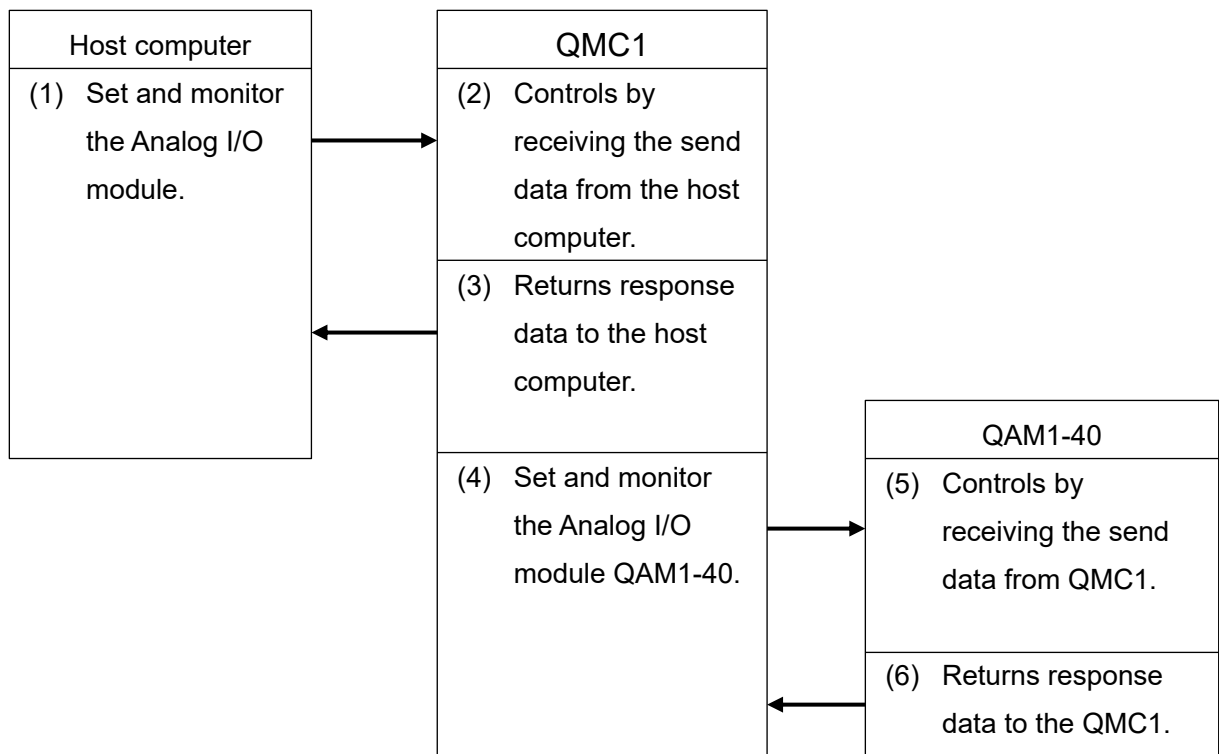 Host computer
(1) Set and monitor
the Analog I/O
module.
QMC1
(2) Controls by
receiving the send
data from the host
computer.
(3) Returns response
data to the host
computer.
(4) Set and monitor
the Analog I/O
module QAM1-40.
QAM1-40
(5) Controls by
receiving the send
data from QMC1.
(6) Returns response
data to the QMC1.